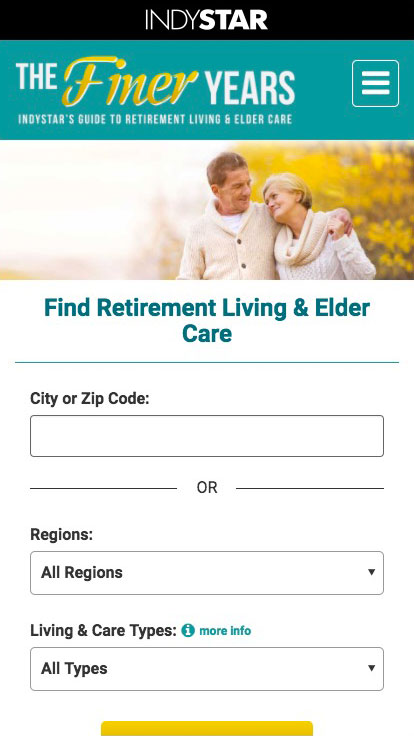 INDYSTAR
THE Finer YEARS
INDYSTAR'S GUIDE TO RETIREMENT LIVING & ELDER CARE
Find Retirement Living & Elder
Care
City or Zip Code:
OR
Regions:
All Regions
Living & Care Types: more info
All Types